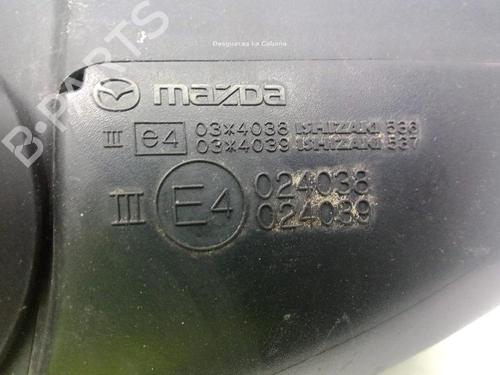 Desguaces La Cabaña
B-PARTS
mazda
III e4 03*4038 ISHIZAKI 536
03*4039 ISHIZAKI 537
III E4 024038
024039